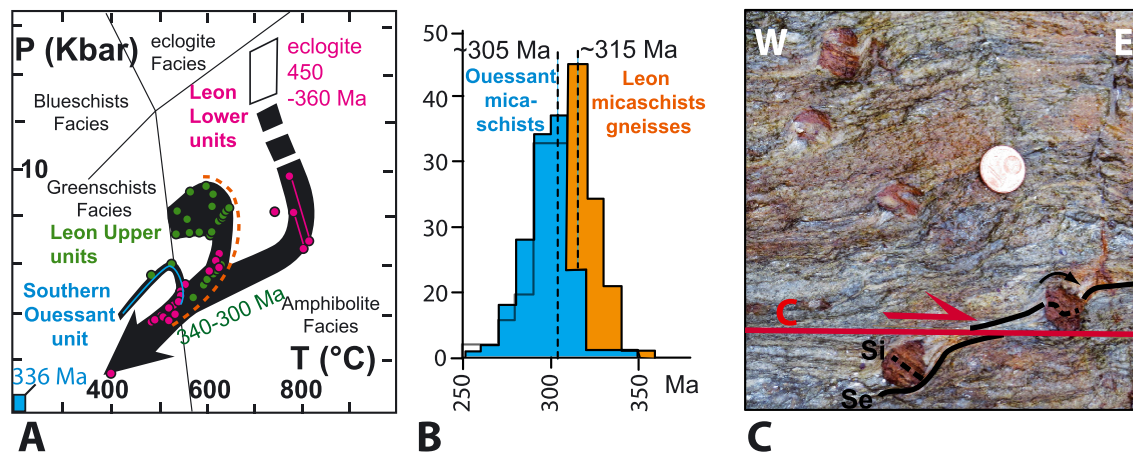 P (Kbar)
eclogite
Facies
eclogite
450
-360 Ma
Blueschists
Facies
Leon
Lower
units
10
Greenschists
Facies
Leon Upper
units
Southern
Ouessant
unit
340-300 Ma
Amphibolite
Facies
T (°C)
336 Ma
400
600
800
A
50
~305 Ma
~315 Ma
Ouessant
mica-
schists
Leon
micaschists
gneisses
40
30
30
20
0
250
300
350
Ma
B
W
E
C
Si
Se
C